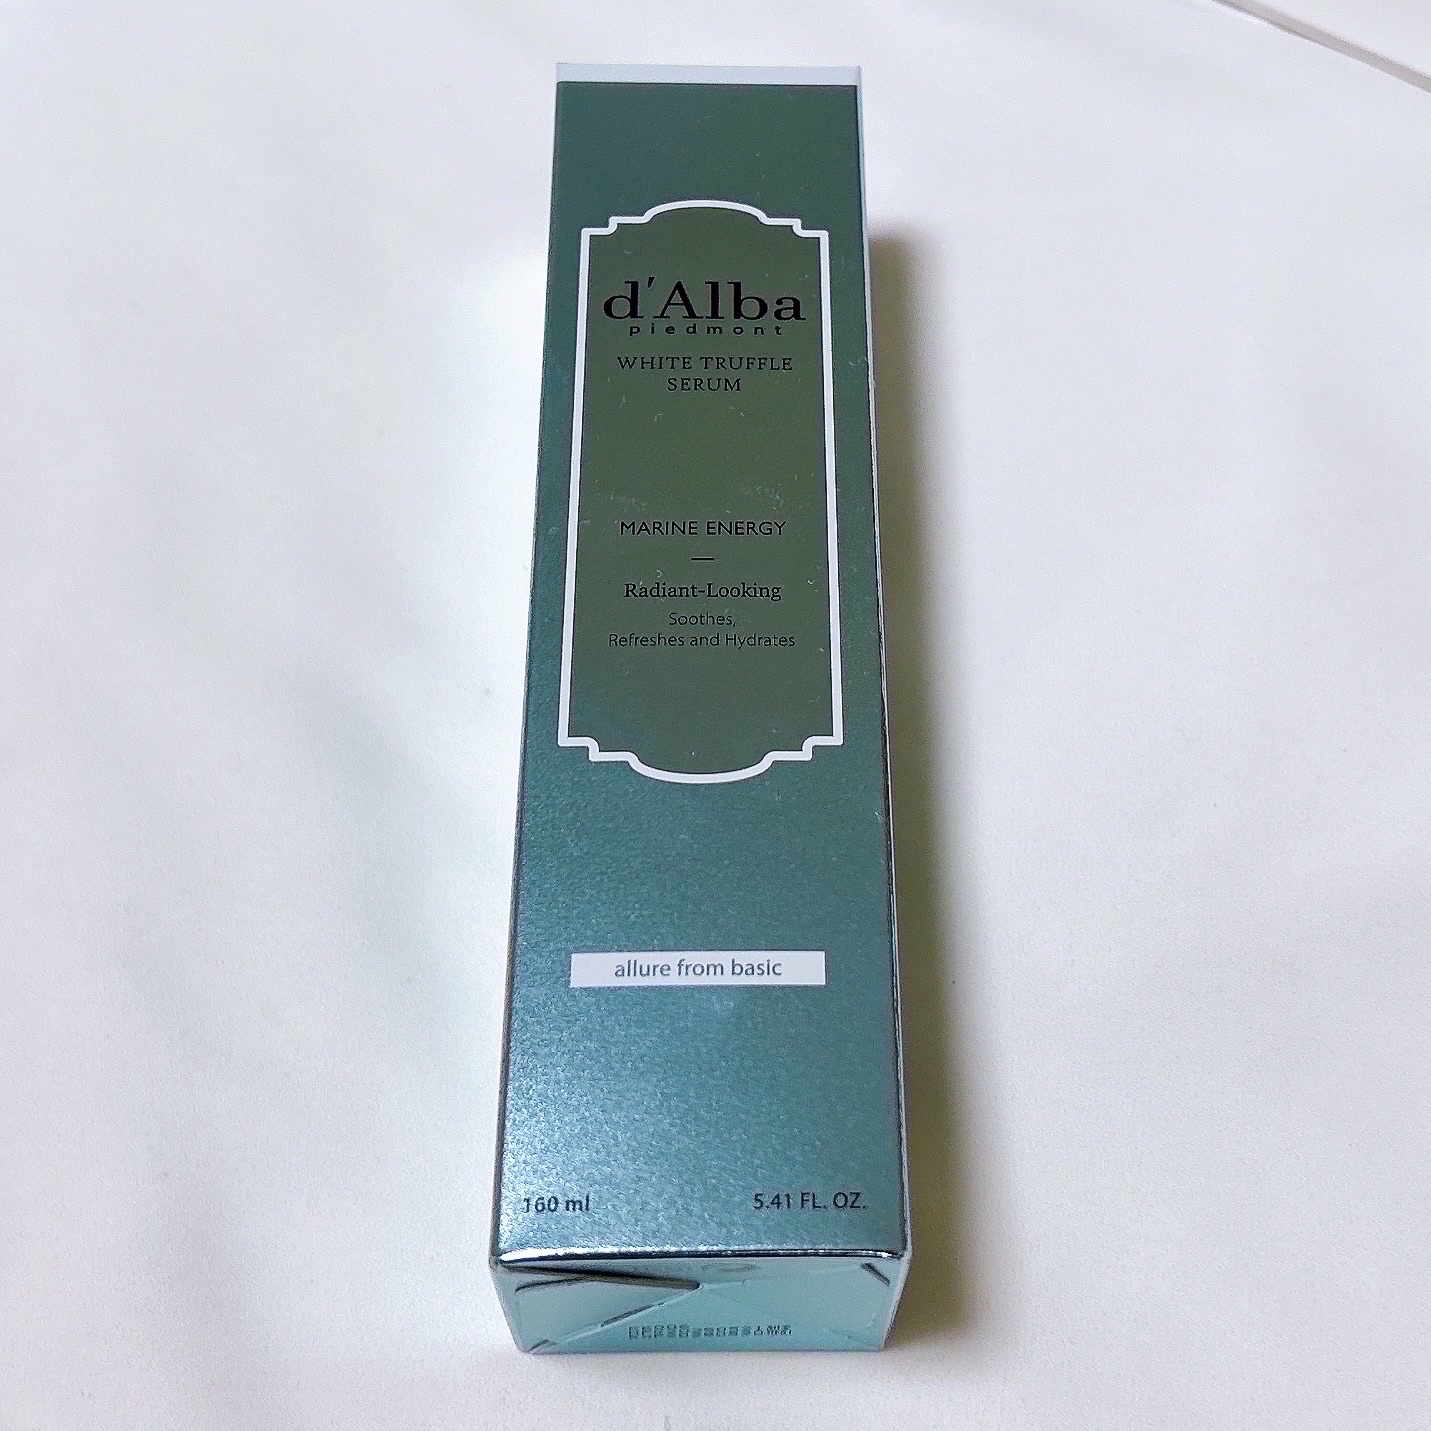 d'Alba
piedmont
WHITE TRUFFLE
SERUM
MARINE ENERGY
Radiant-Looking
Soothes,
Refreshes and Hydrates
allure from basic
160 ml 5.41 FL. OZ.